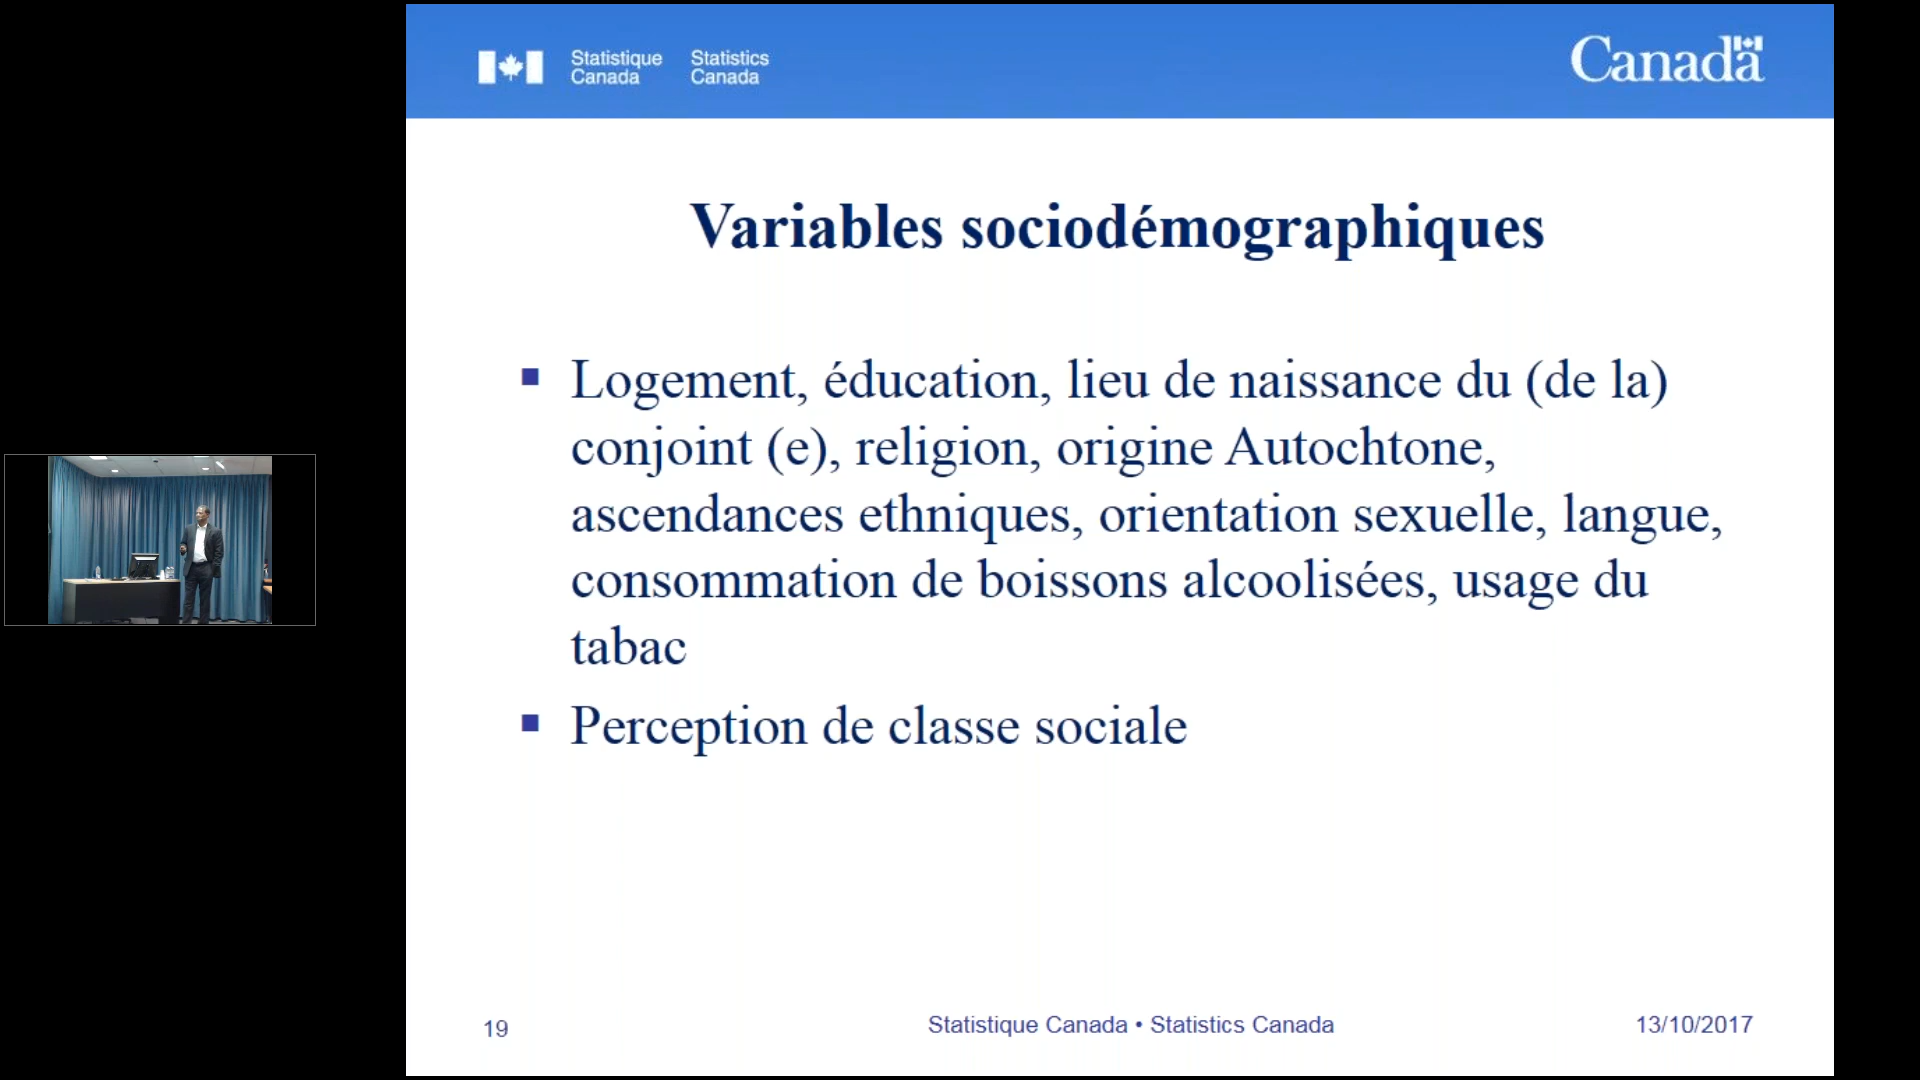 Statistique Canada
Statistics Canada
Canada
Variables sociodémographiques
Logement, éducation, lieu de naissance du (de la)
conjoint (e), religion, origine Autochtone,
ascendances ethniques, orientation sexuelle, langue,
consommation de boissons alcoolisées, usage du
tabac
Perception de classe sociale
19
Statistique Canada • Statistics Canada
13/10/2017